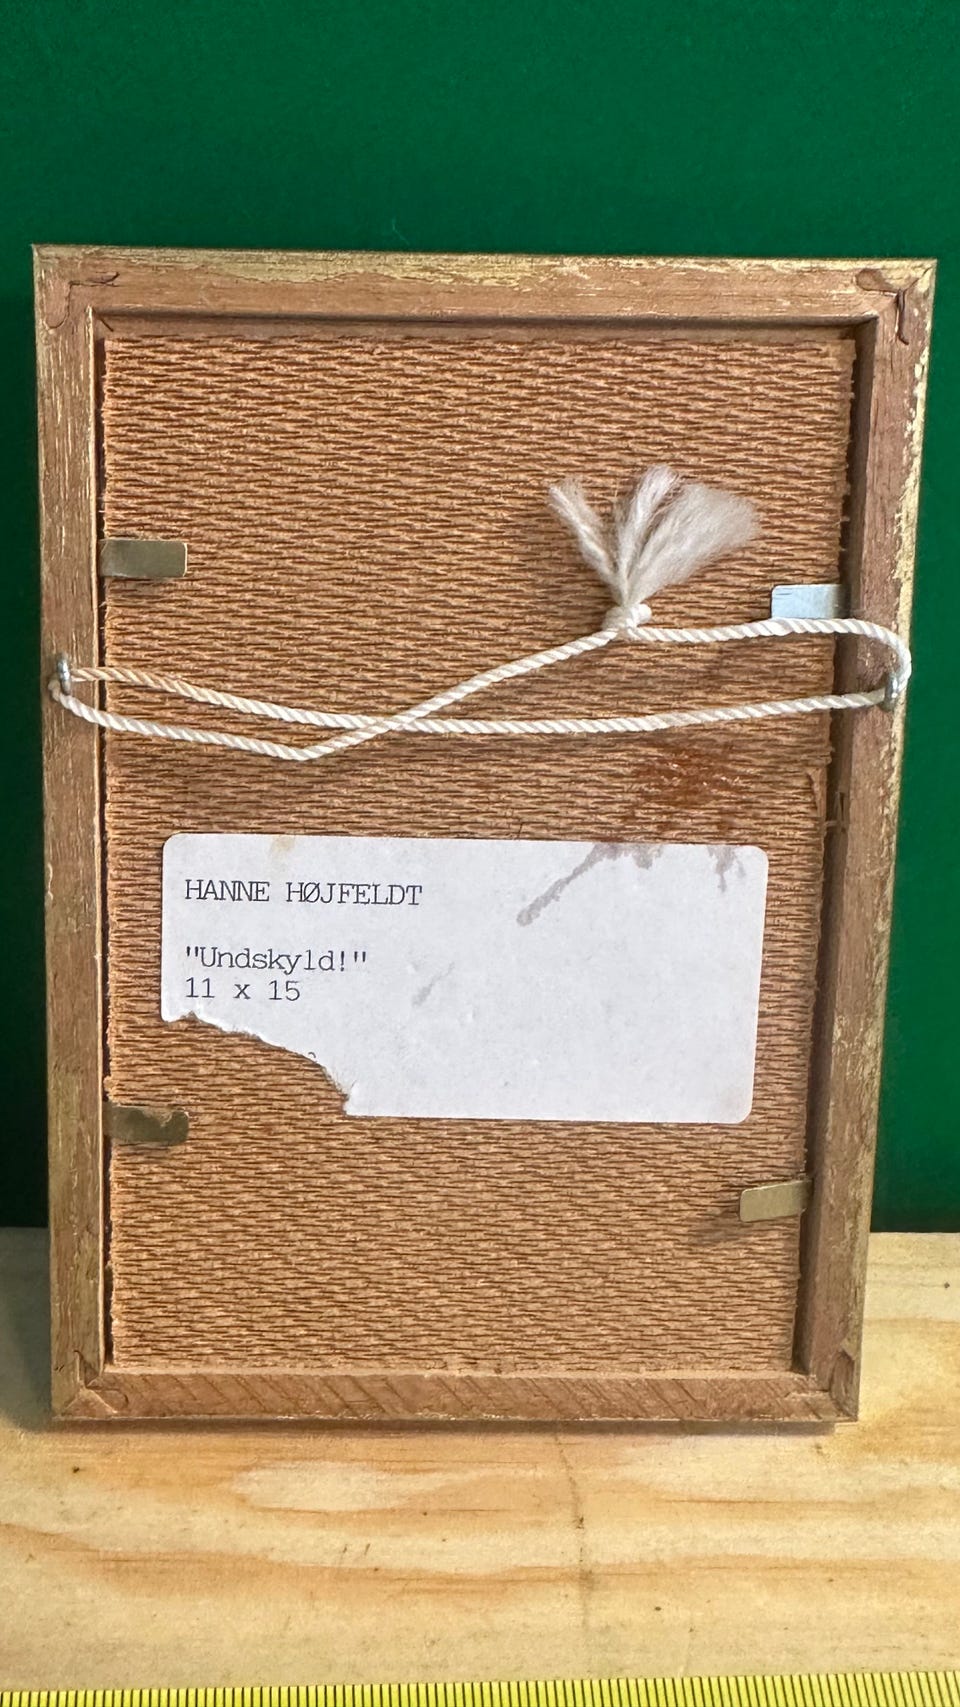 HANNE HØJFELDT
"Undskyld!"
11 x 15